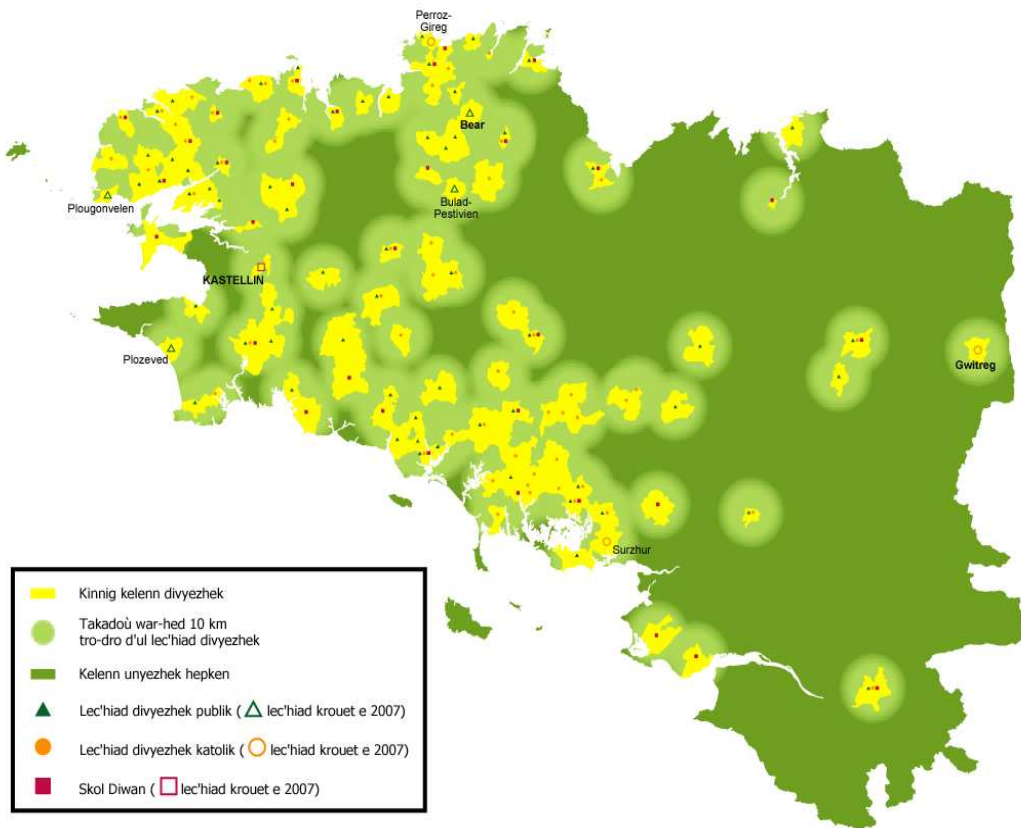 Perroz-
Gireg
Bear
Plougonvelen
Bulad-
Pestivien
KASTELLIN
Plozeved
Gwitreg
Surzhur
Kinnig kelenn divyezhek
Takadoù war-hed 10 km
tro-dro d'ul lec'hiad divyezhek
Kelenn unyezhek hepken
Lec'hiad divyezhek publik ( lec'hiad krouet e 2007)
Lec'hiad divyezhek katolik ( lec'hiad krouet e 2007)
Skol Diwan ( lec'hiad krouet e 2007)